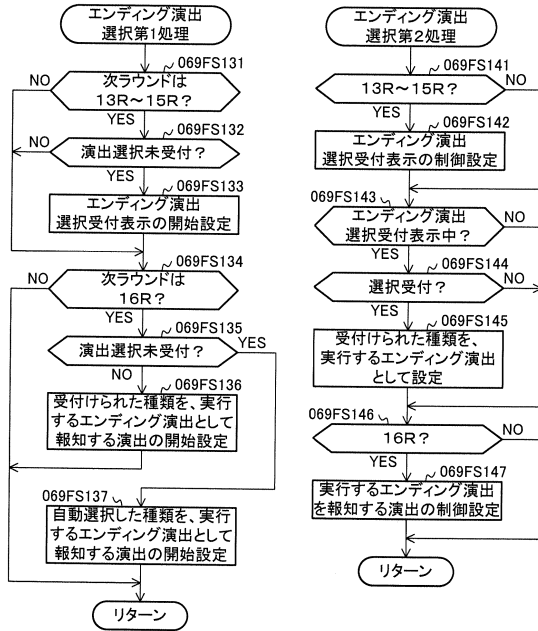 エンディング演出
選択第1処理
069FS131
次ラウンドは
13R～15R？
NO
YES
069FS132
演出選択未受付？
NO
YES
069FS133
エンディング演出
選択受付表示の開始設定
069FS134
次ラウンドは
16R？
NO
YES
069FS135
演出選択未受付？
YES
NO
069FS136
受付けられた種類を、実行
するエンディング演出として
報知する演出の開始設定
069FS137
自動選択した種類を、実行
するエンディング演出として
報知する演出の開始設定
リターン
エンディング演出
選択第2処理
069FS141
13R～15R？
NO
YES
069FS142
エンディング演出
選択受付表示の制御設定
069FS143
エンディング演出
選択受付表示中？
NO
YES
069FS144
選択受付？
NO
YES
069FS145
受付けられた種類を、
実行するエンディング演出
として設定
069FS146
16R？
NO
YES
069FS147
実行するエンディング演出
を報知する演出の制御設定
リターン